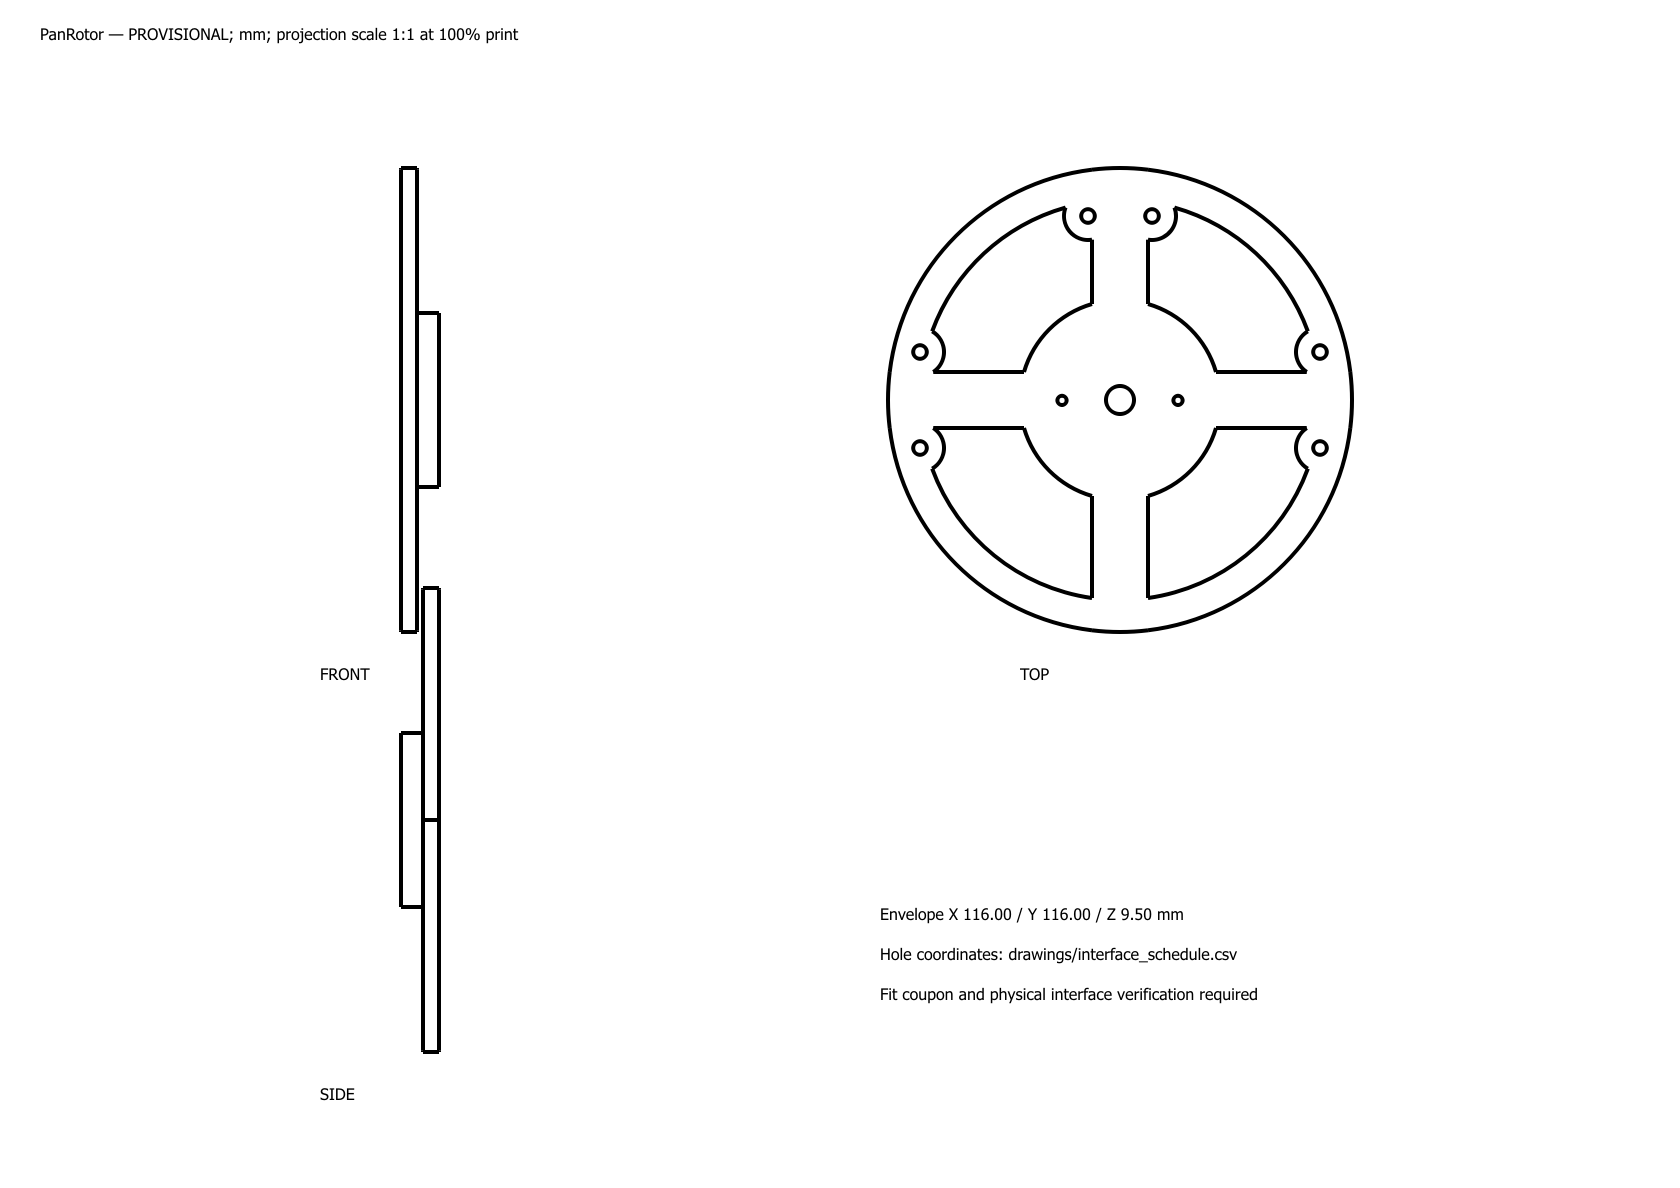 PanRotor — PROVISIONAL; mm; projection scale 1:1 at 100% print
FRONT
TOP
Envelope X 116.00 / Y 116.00 / Z 9.50 mm
Hole coordinates: drawings/interface_schedule.csv
Fit coupon and physical interface verification required
SIDE